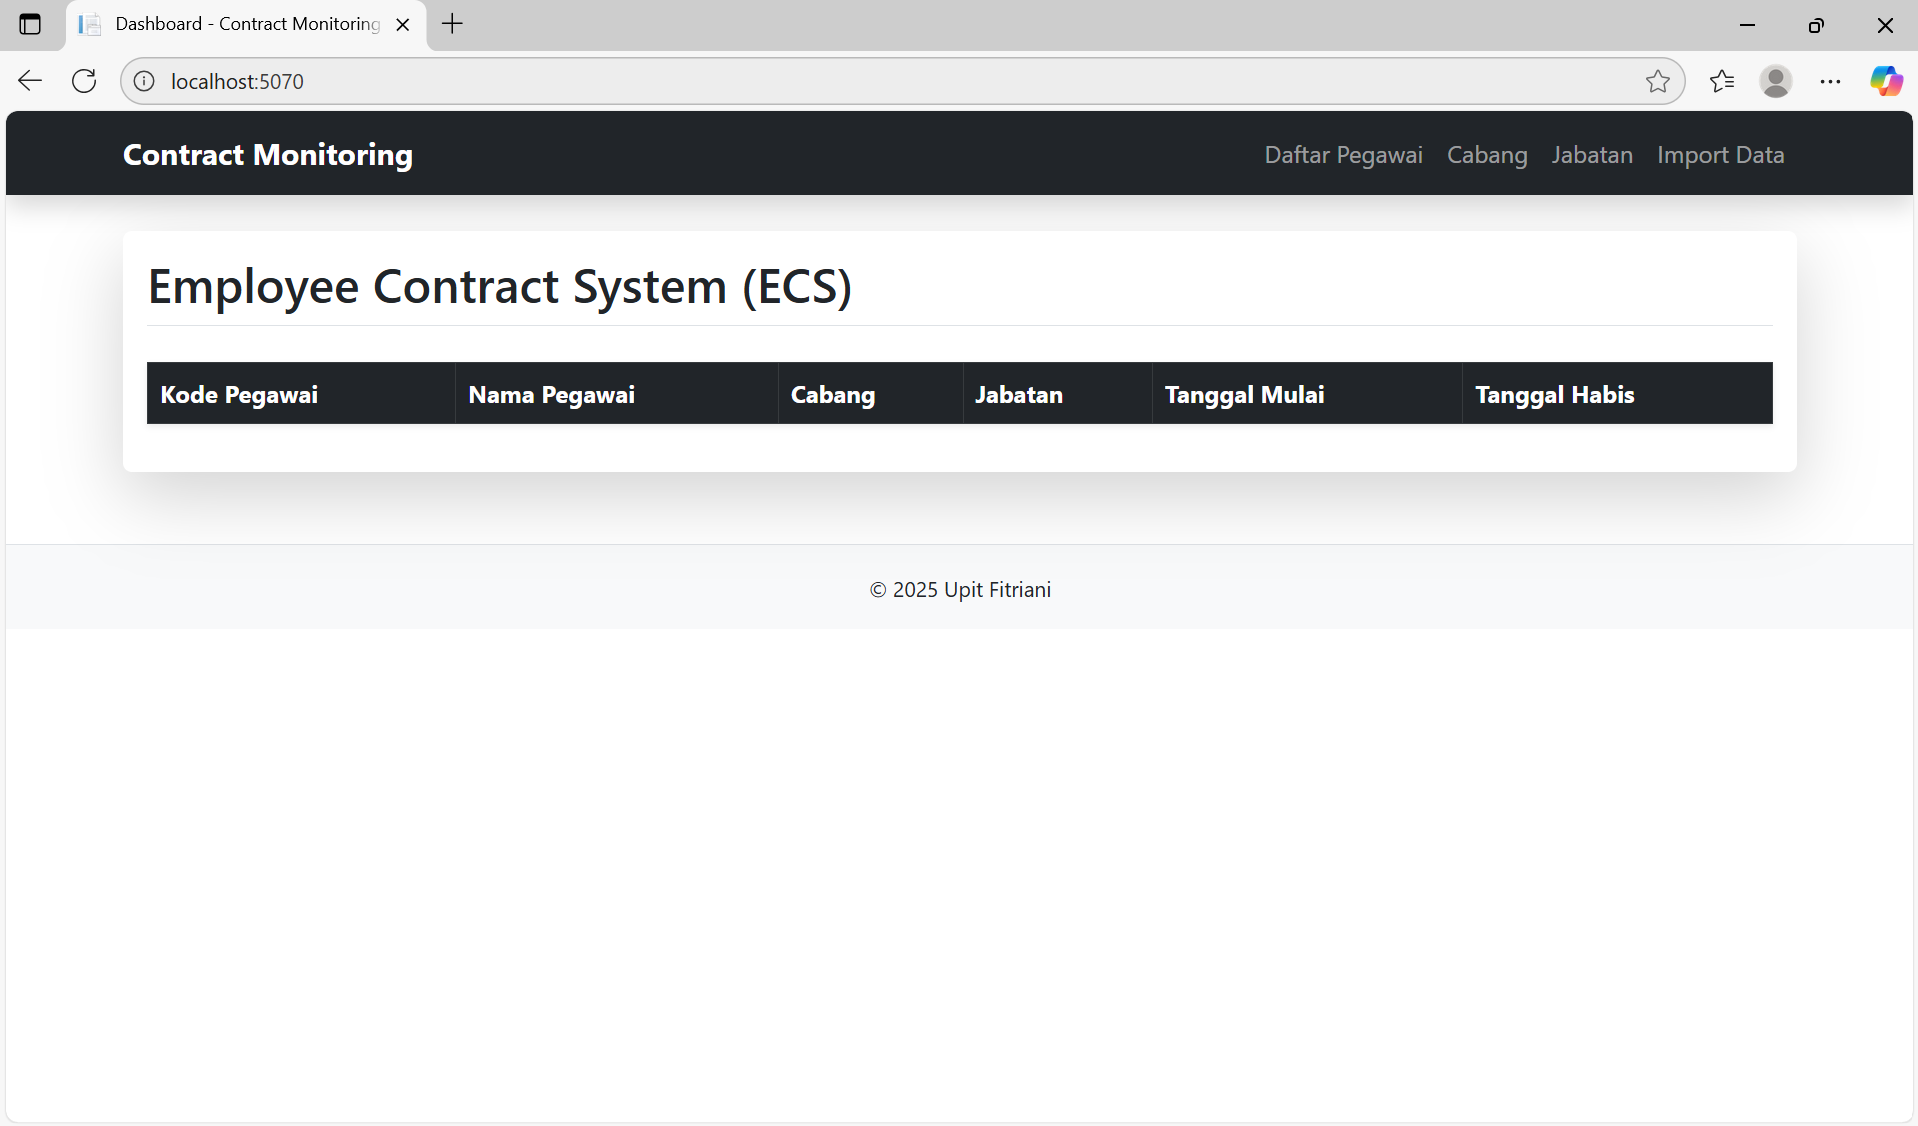 Dashboard - Contract Monitoring
localhost:5070
Contract Monitoring
Daftar Pegawai Cabang Jabatan Import Data
Employee Contract System (ECS)
Kode Pegawai Nama Pegawai Cabang Jabatan Tanggal Mulai Tanggal Habis
© 2025 Upit Fitriani